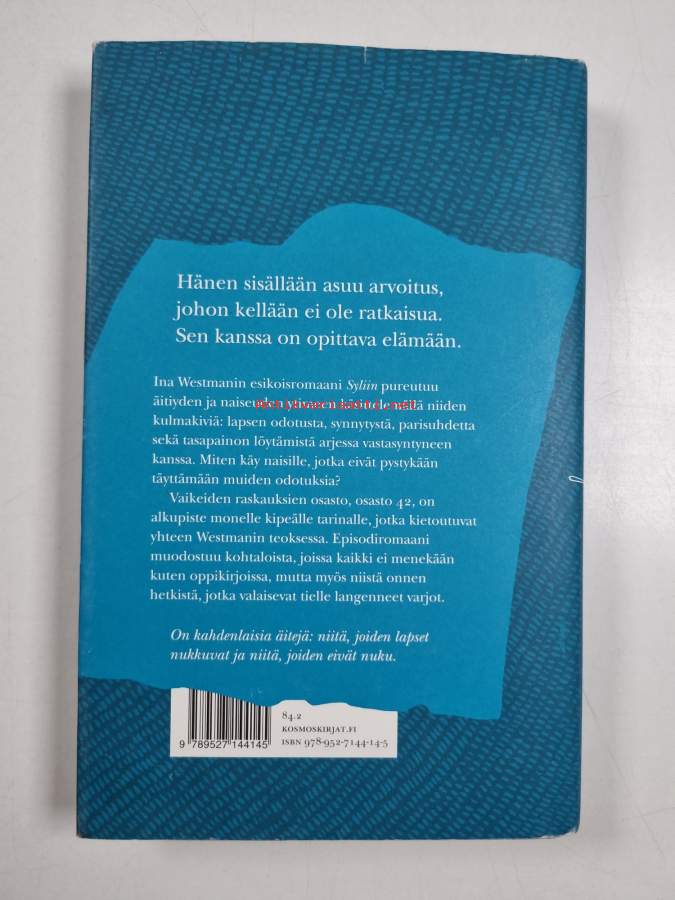 Hänen sisällään asuu arvoitus,
johon kellään ei ole ratkaisua.
Sen kanssa on opittava elämään.
Ina Westmanin esikoisromaani Syliin pureutuu
äitiyden ja naiseuden niiden
kulmakiviä: lapsen odotusta, synnytystä, parisuhdetta
sekä tasapainon löytämistä arjessa vastasyntyneen
kanssa. Miten käy naisille, jotka eivät pystykään
täyttämään muiden odotuksia?
Vaikeiden raskauksien osasto, osasto 42, on
alkupiste monelle kipeälle tarinalle, jotka kietoutuvat
yhteen Westmanin teoksessa. Episodiromaani
muodostuu kohtaloista, joissa kaikki ei menekään
kuten oppikirjoissa, mutta myös niistä onnen
hetkistä, jotka valaisevat tielle langenneet varjot.
On kahdenlaisia äitejä: niitä, joiden lapset
nukkuvat ja niitä, joiden eivät nuku.
84.2
KOSMOSKIRJAT.FI
ISBN 978-952-7144-14-5
9 789527 144145